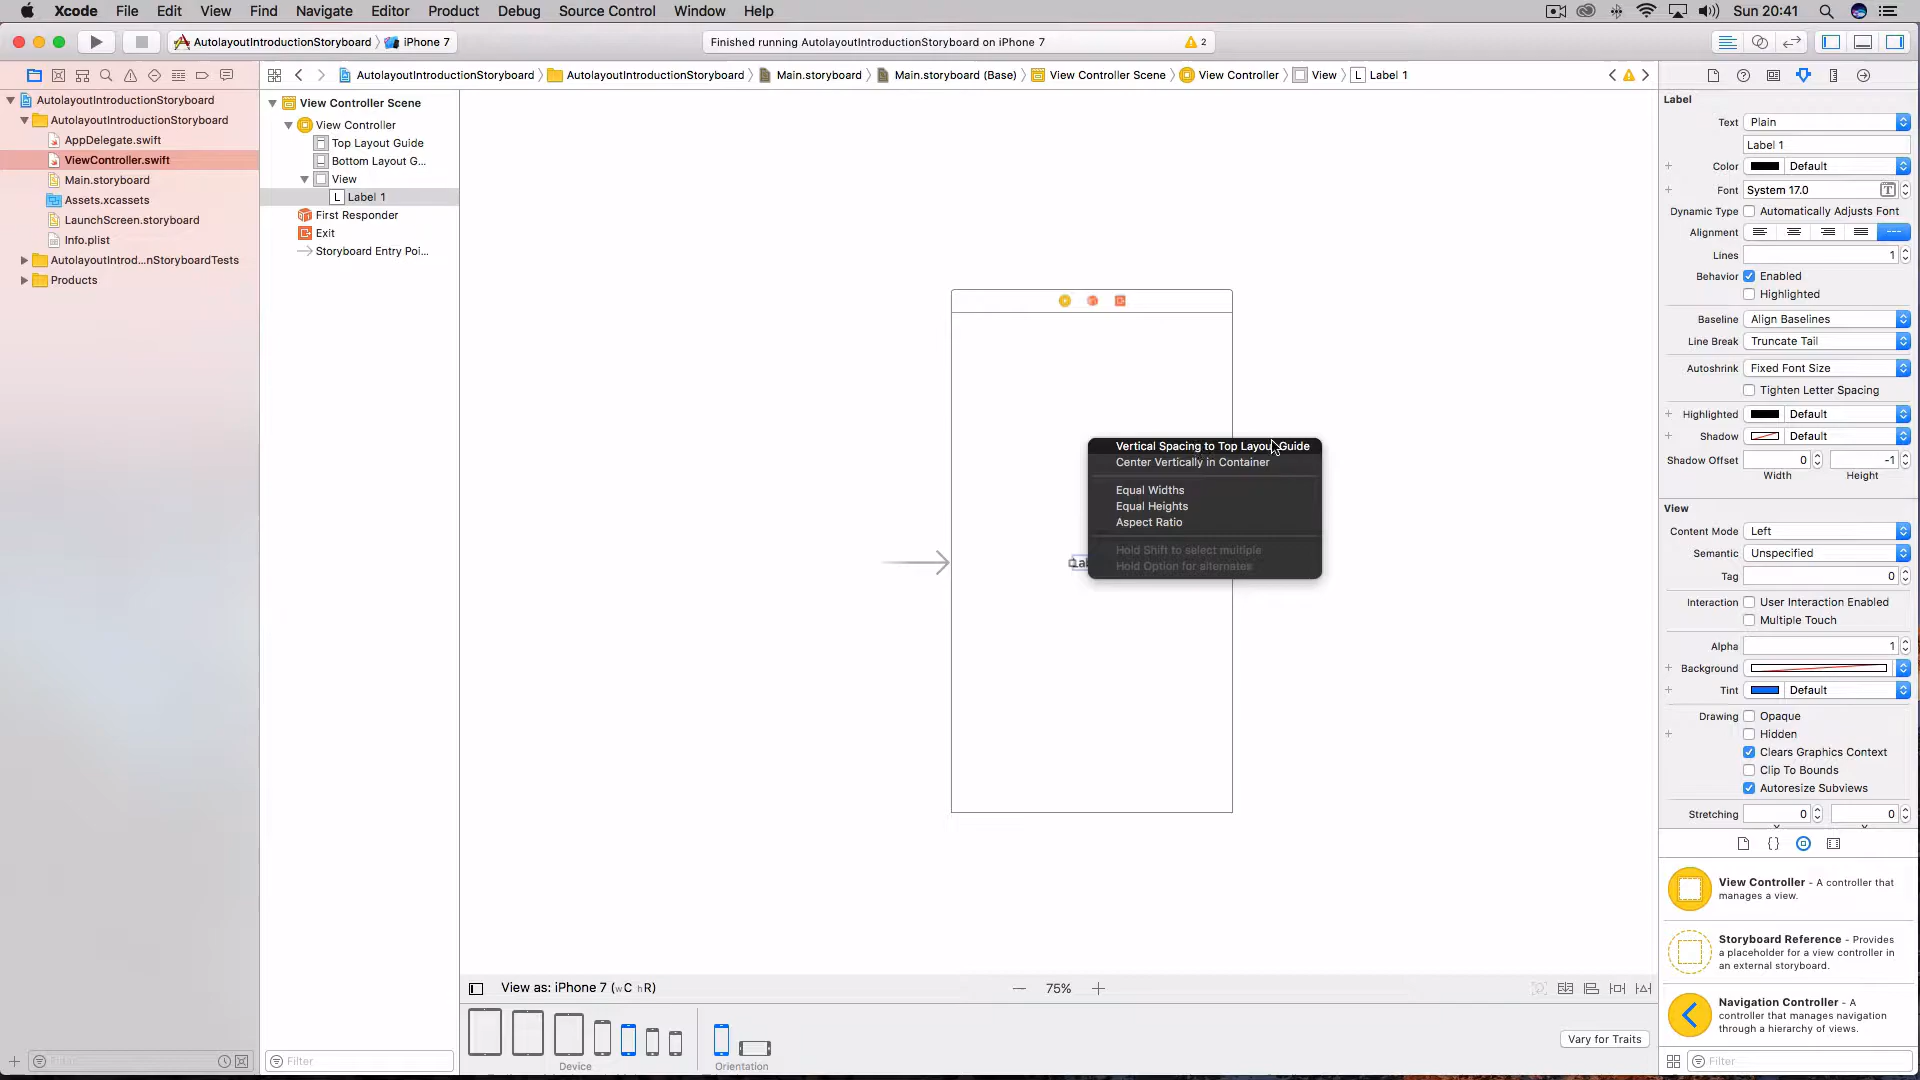 Xcode File Edit View Find Navigate Editor Product Debug Source Control Window Help Sun 20:41
AutolayoutIntroductionStoryboard iPhone 7 Finished running AutolayoutIntroductionStoryboard on iPhone 7 2
AutolayoutIntroductionStoryboard AutolayoutIntroductionStoryboard Main.storyboard Main.storyboard (Base) View Controller Scene View Controller View L Label 1
AutolayoutIntroductionStoryboard
AutolayoutIntroductionStoryboard
AppDelegate.swift
ViewController.swift
Main.storyboard
Assets.xcassets
LaunchScreen.storyboard
Info.plist
AutolayoutIntrod...nStoryboardTests
Products
View Controller Scene
View Controller
Top Layout Guide
Bottom Layout G...
View
L Label 1
First Responder
Exit
Storyboard Entry Poi...
Vertical Spacing to Top Layout Guide
Center Vertically in Container
Equal Widths
Equal Heights
Aspect Ratio
Hold Shift to select multiple
Hold Option for alternates
Label
Text Plain
Label 1
Color Default
Font System 17.0
Dynamic Type Automatically Adjusts Font
Alignment
Lines 1
Behavior Enabled
Highlighted
Baseline Align Baselines
Line Break Truncate Tail
Autoshrink Fixed Font Size
Tighten Letter Spacing
Highlighted Default
Shadow Default
Shadow Offset 0 -1
Width Height
View
Content Mode Left
Semantic Unspecified
Tag 0
Interaction User Interaction Enabled
Multiple Touch
Alpha 1
Background
Tint Default
Drawing Opaque
Hidden
Clears Graphics Context
Clip To Bounds
Autoresize Subviews
Stretching 0 0
View Controller - A controller that
manages a view.
Storyboard Reference - Provides
a placeholder for a view controller in
an external storyboard.
Navigation Controller - A
controller that manages navigation
through a hierarchy of views.
View as: iPhone 7 (wC hR) 75%
Vary for Traits
Device Orientation
Filter
Filter